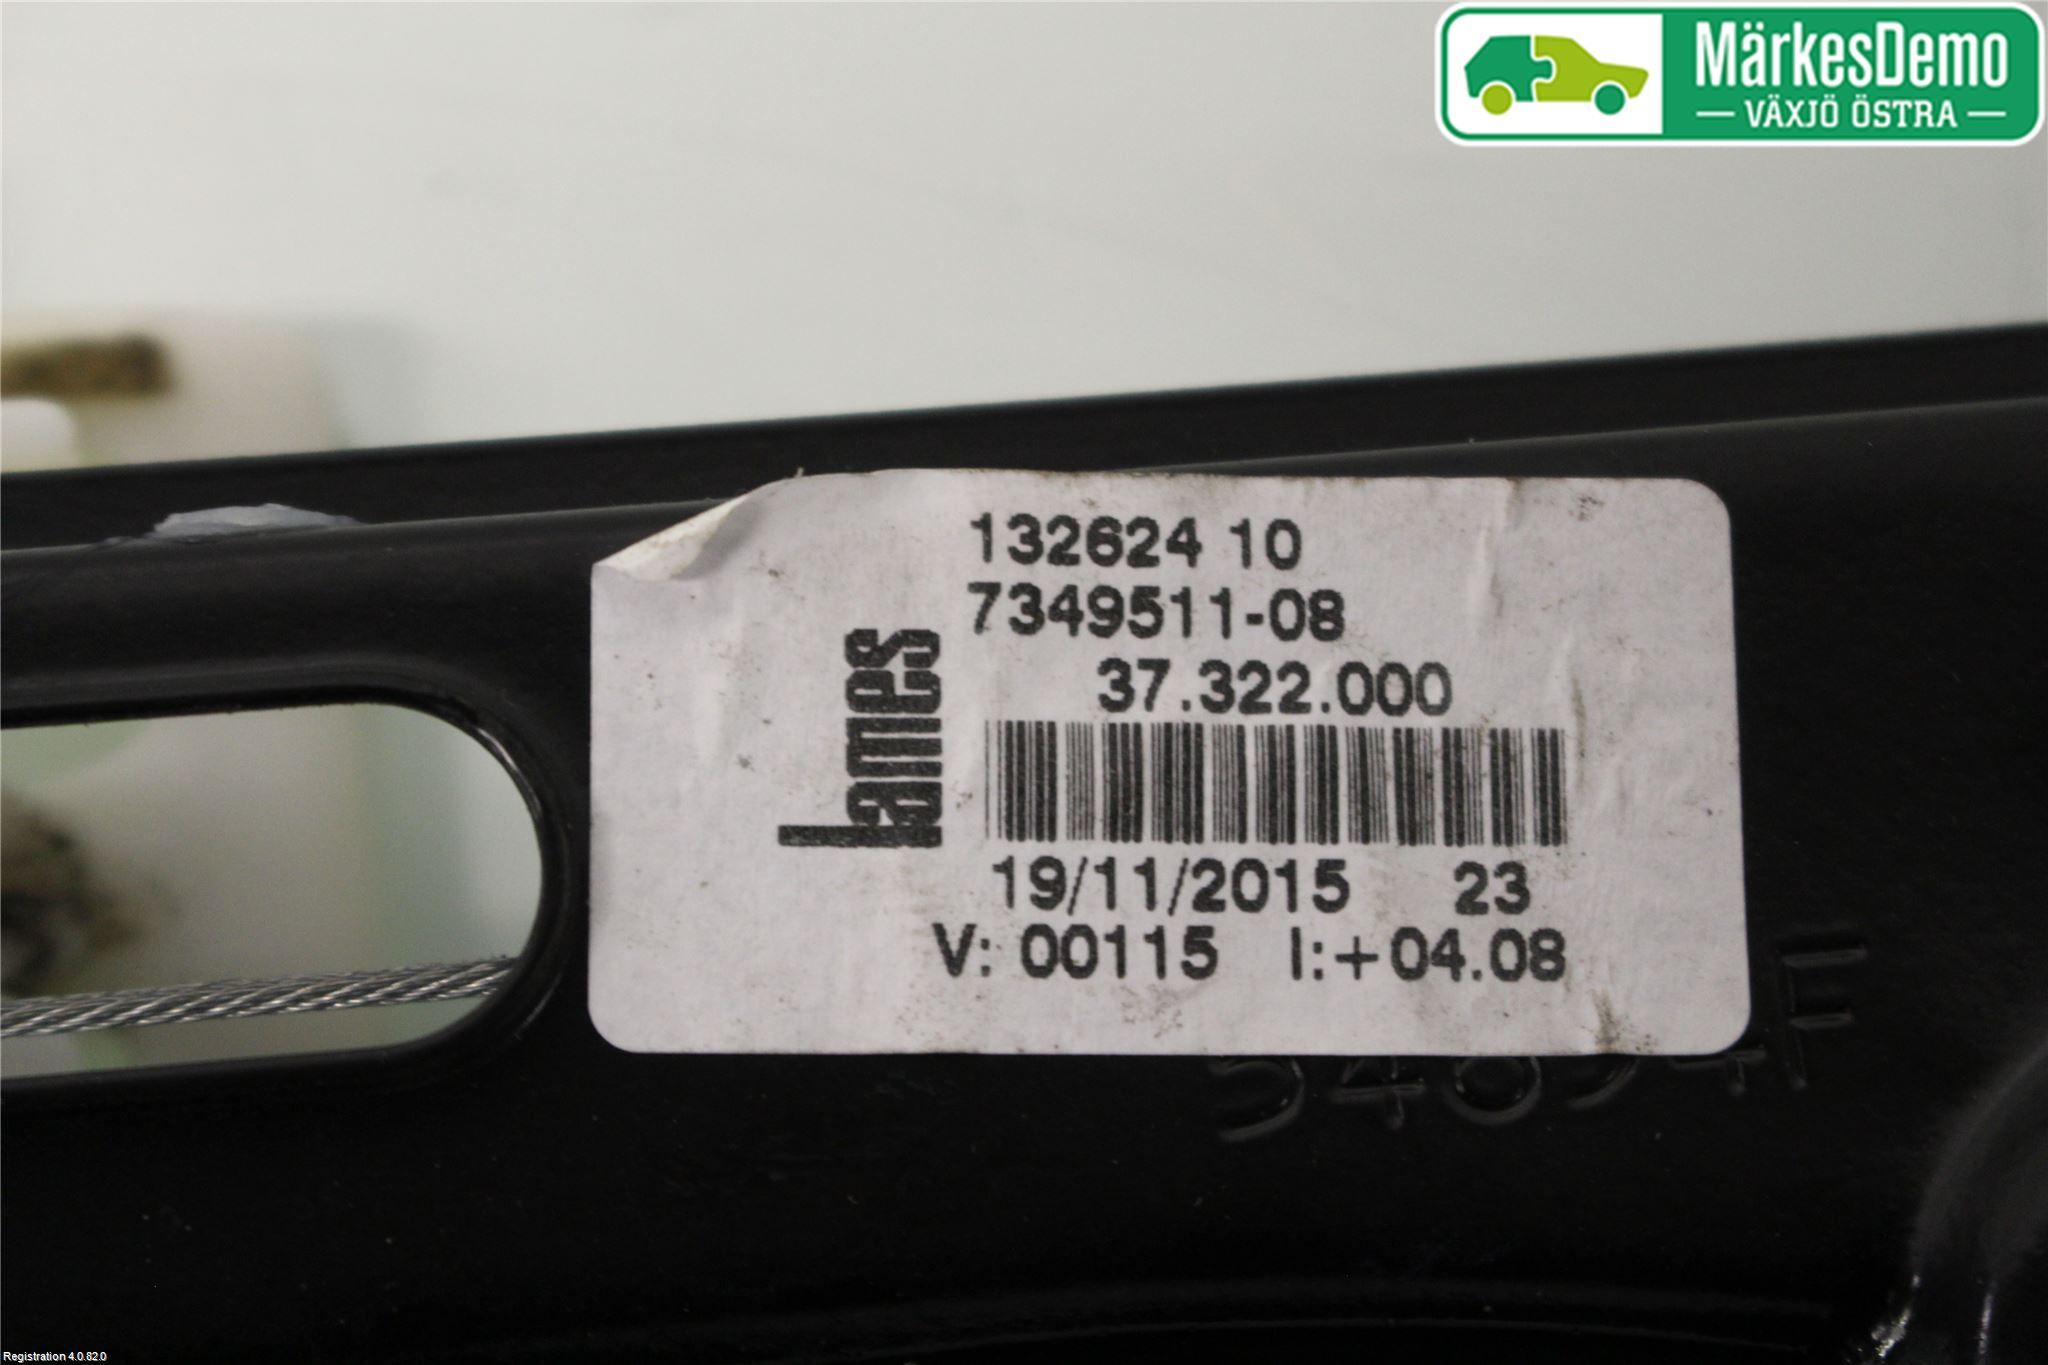 MärkesDemo
VÄXJÖ ÖSTRA
132624 10
7349511-08
37.322.000
Lames
19/11/2015 23
V: 00115 I:+04.08
Registration 4.0.82.0